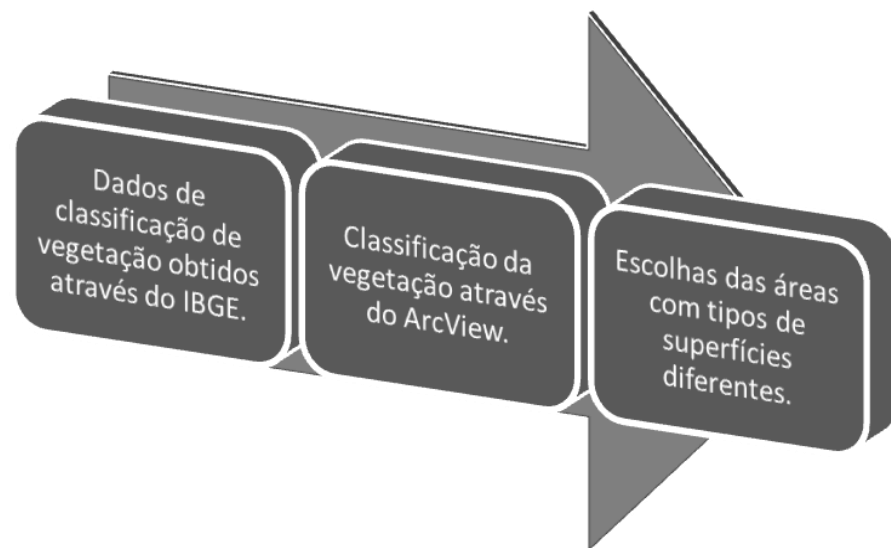 Dados de
classificação de
vegetação obtidos
através do IBGE.
Classificação da
vegetação através
do ArcView.
Escolhas das áreas
com tipos de
superfícies
diferentes.